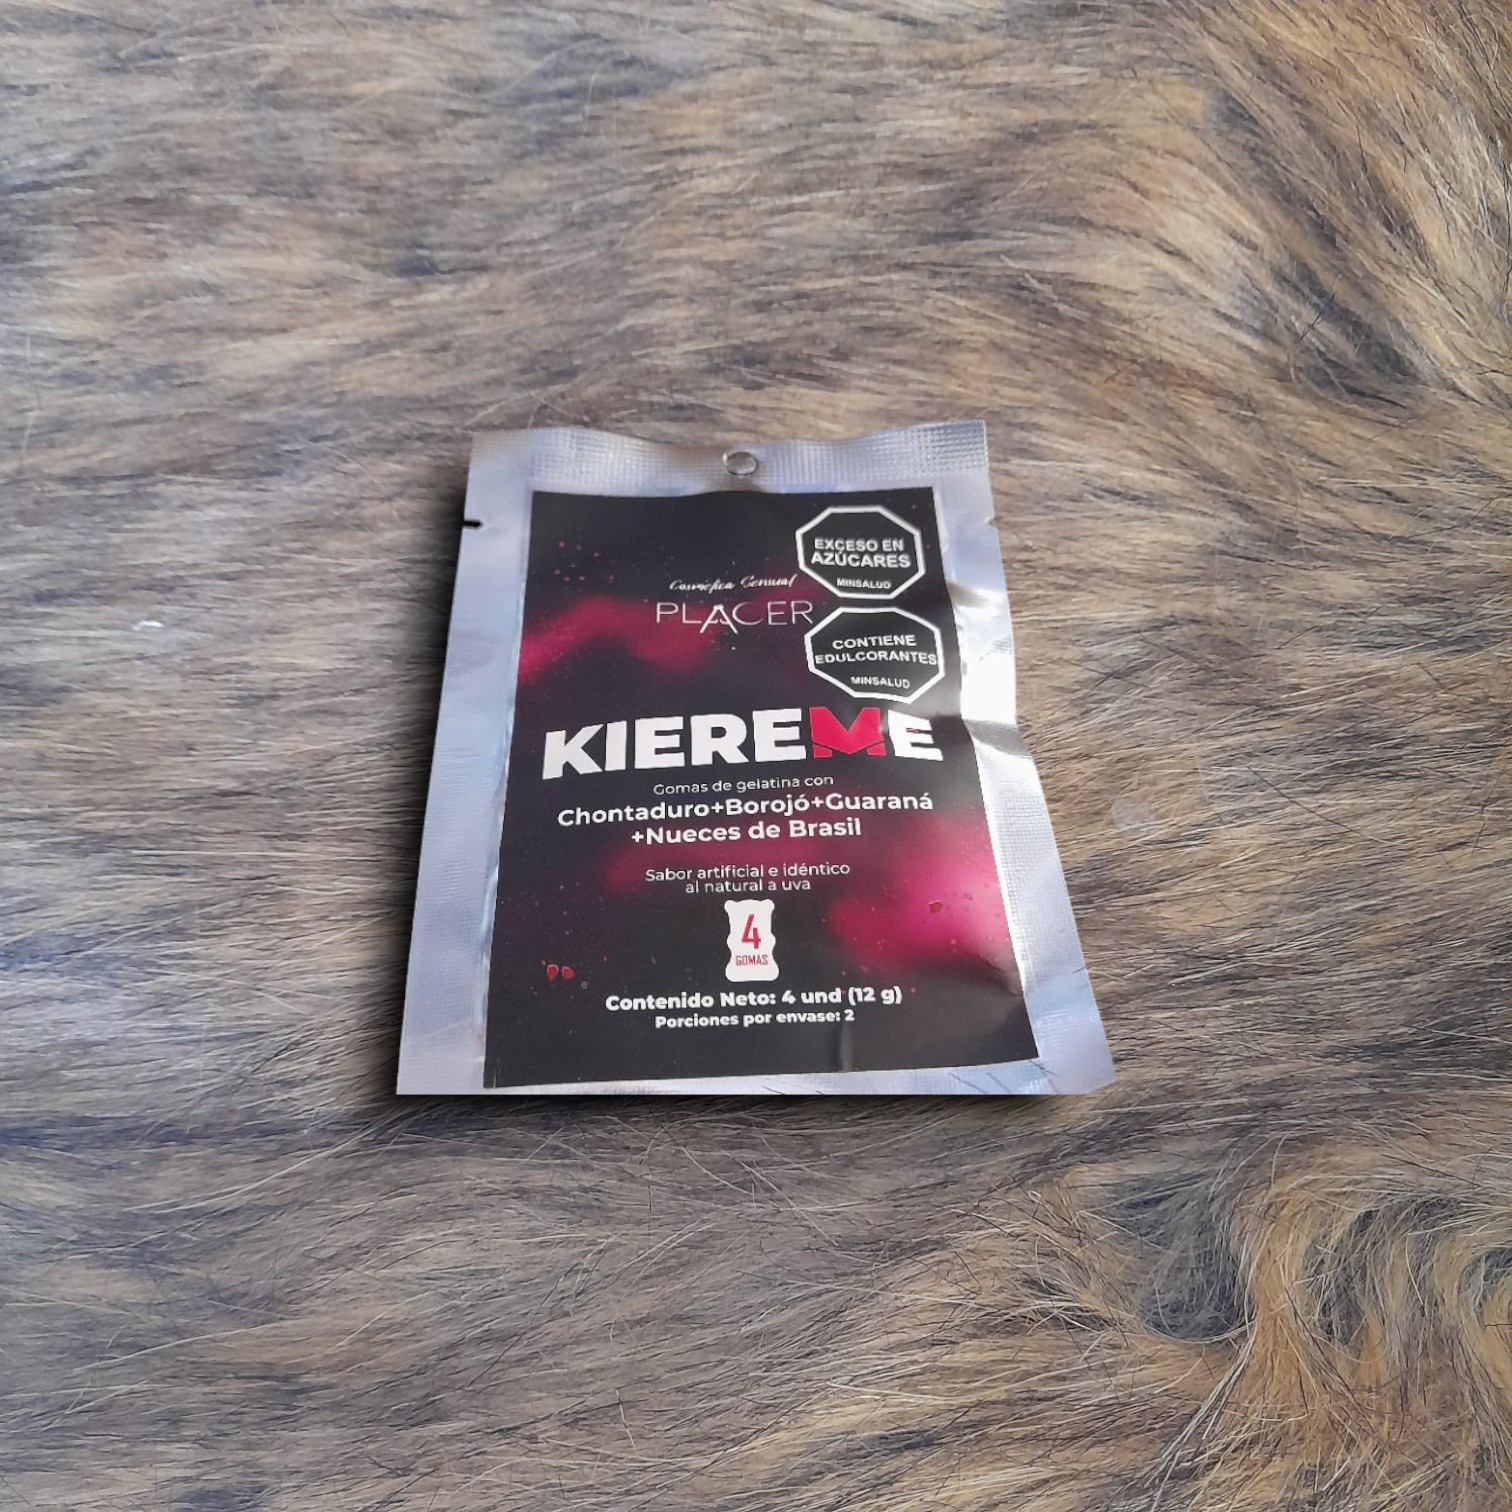 EXCESO EN
AZÚCARES
MINSALUD
Cosmética Sensual
PLACER
CONTIENE
EDULCORANTES
MINSALUD
KIEREME
Gomas de gelatina con
Chontaduro+Borojó+Guaraná
+Nueces de Brasil
Sabor artificial e idéntico
al natural a uva
4
GOMAS
Contenido Neto: 4 und (12 g)
Porciones por envase: 2